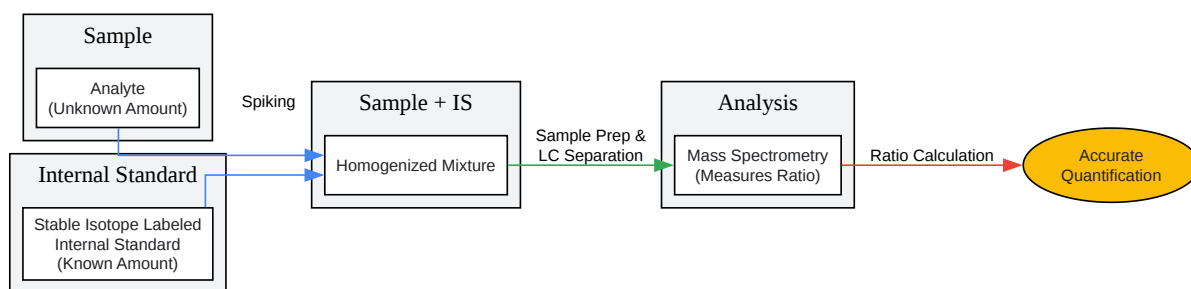 Sample
Analyte
(Unknown Amount)
Internal Standard
Stable Isotope Labeled
Internal Standard
(Known Amount)
Spiking
Sample + IS
Homogenized Mixture
Sample Prep &
LC Separation
Analysis
Mass Spectrometry
(Measures Ratio)
Ratio Calculation
Accurate
Quantification